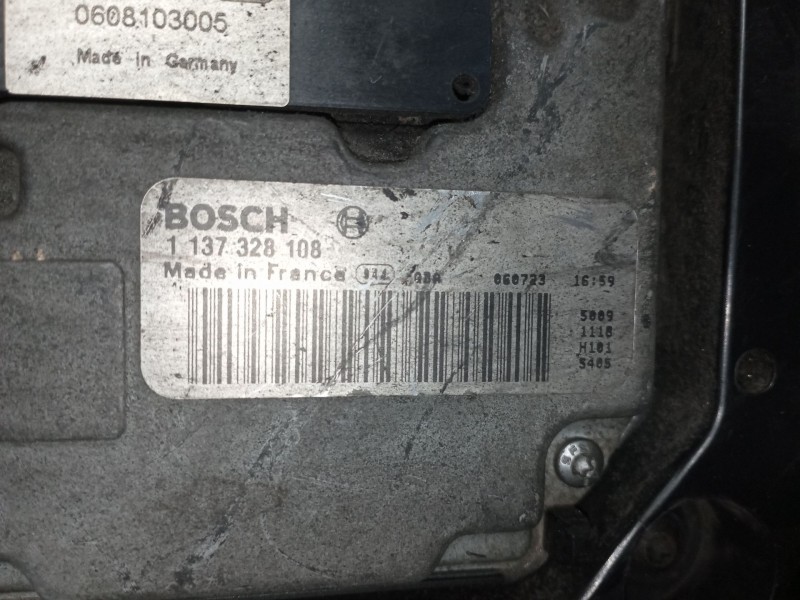 0608103005
Made in Germany
BOSCH
1 137 328 108
Made in France 060723 16:59
5009
1118
H101
5405